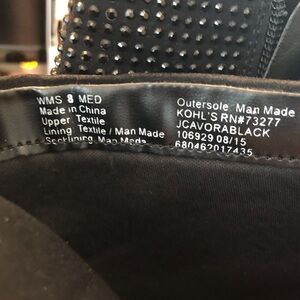 WMS 8 MED
Made in China
Upper Textile
Lining Textile / Man Made
Socklining Man Made
Outersole Man Made
KOHL'S RN#73277
JCAVORABLACK
106929 08/15
680462017435